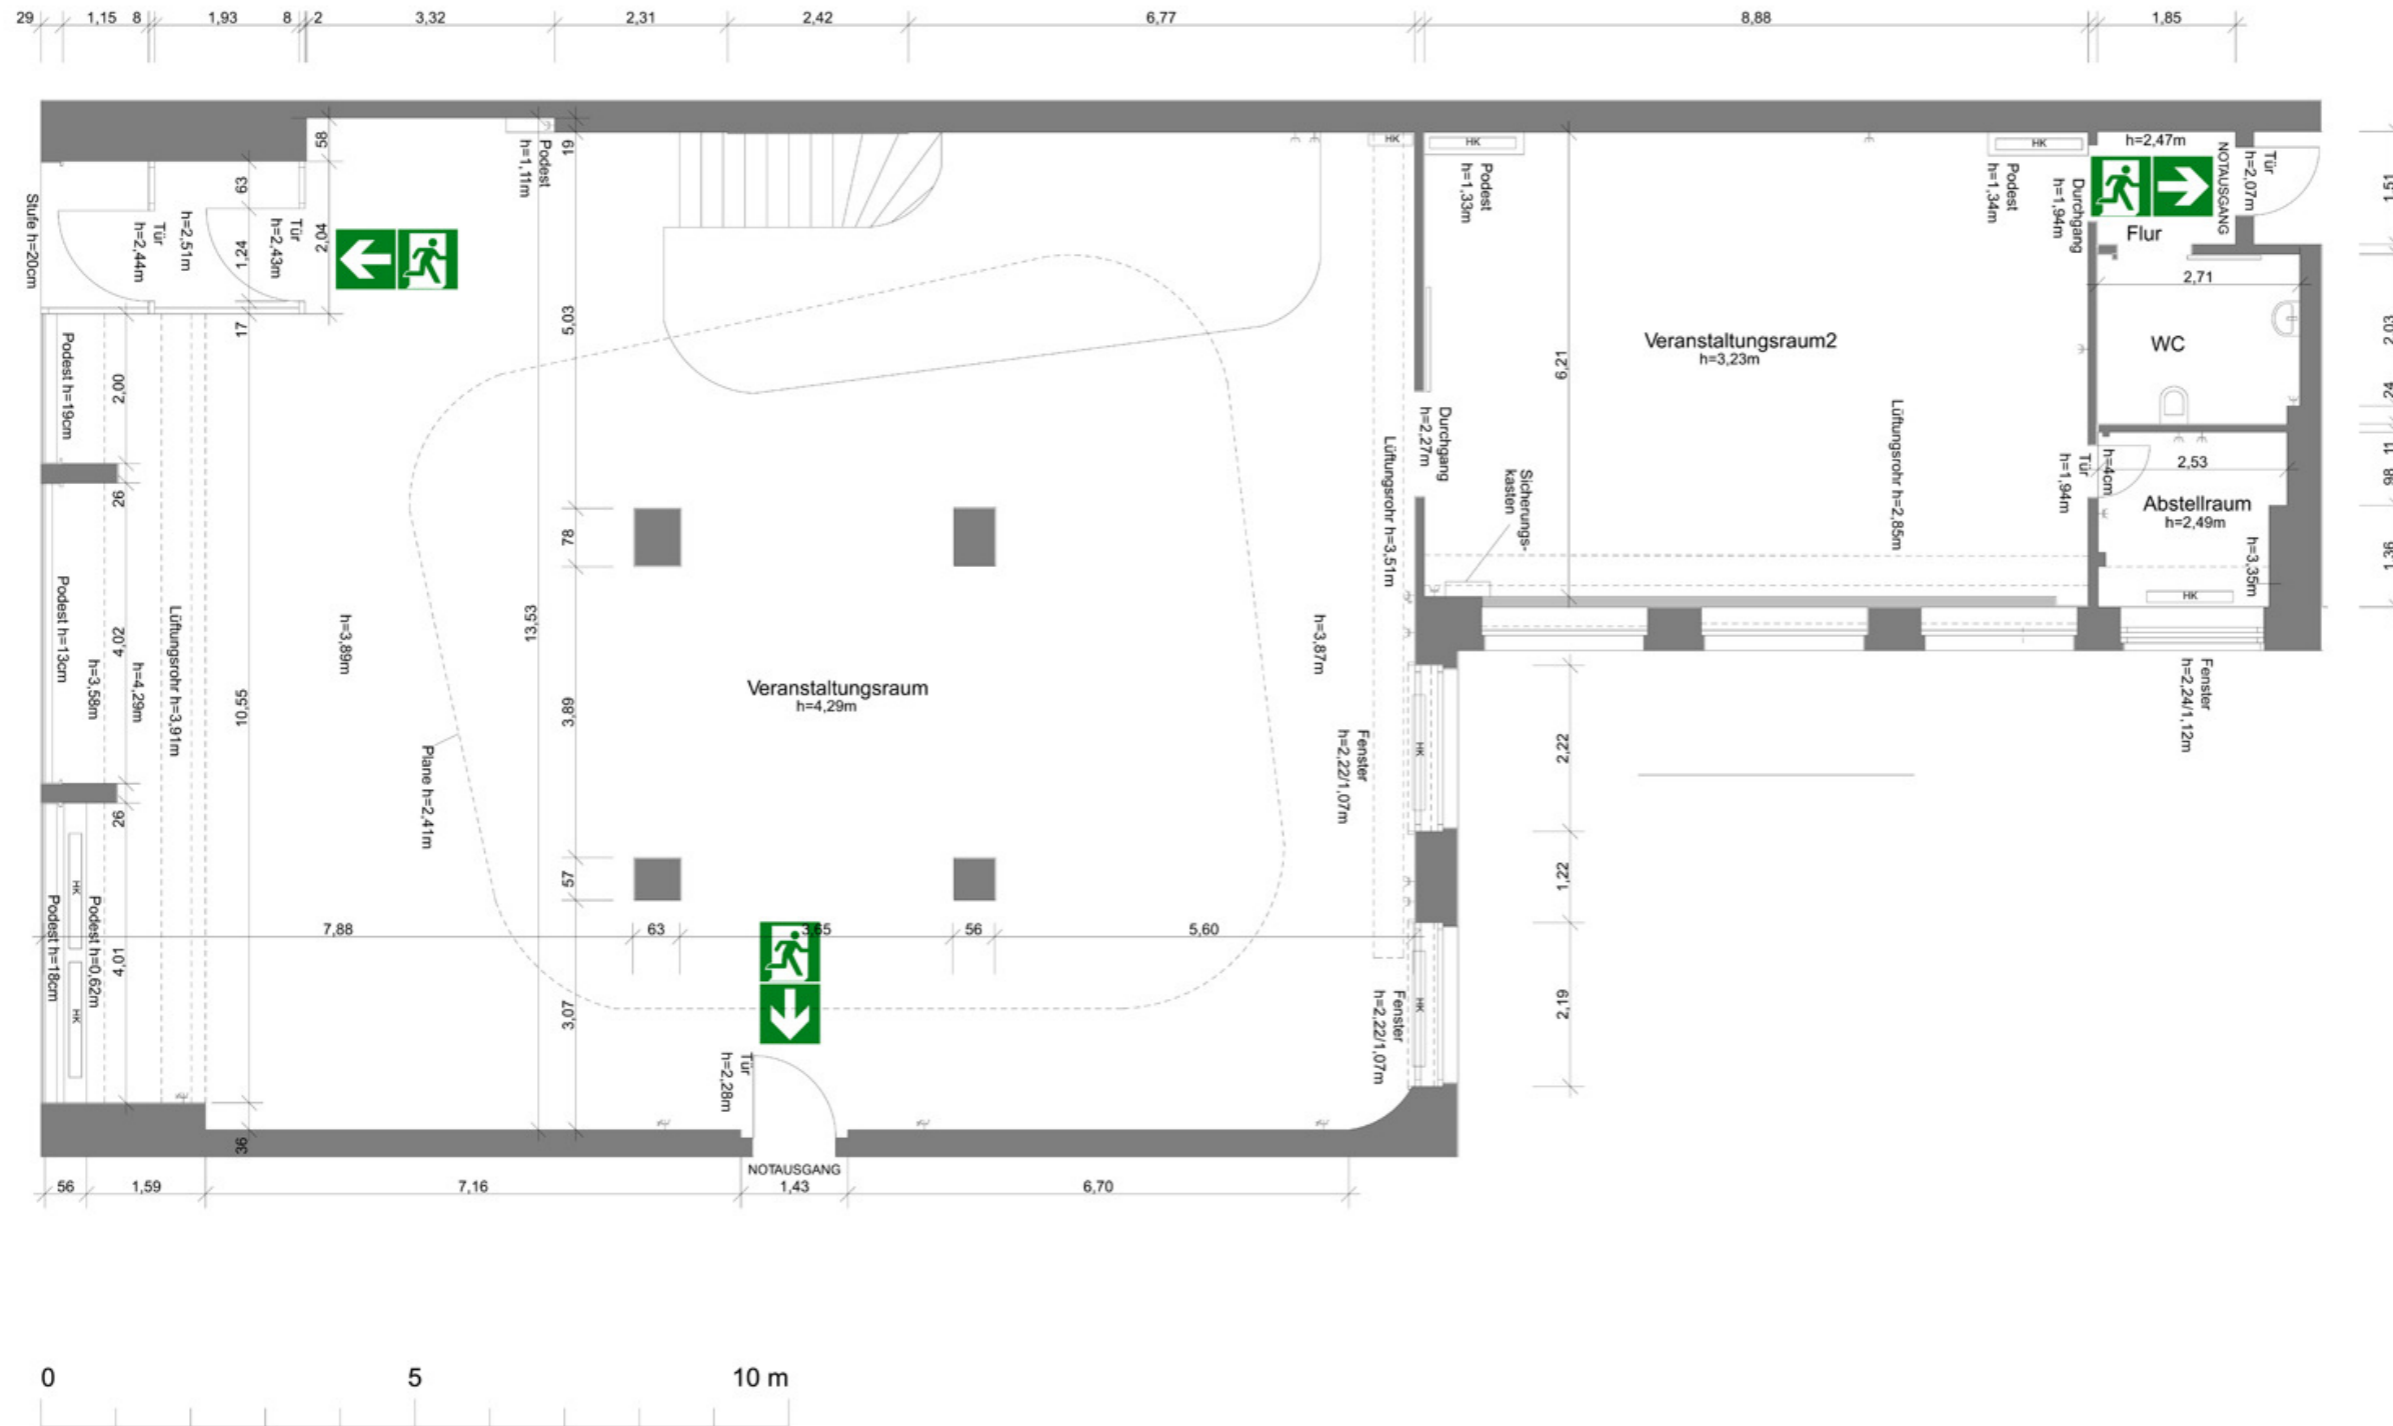 29 1,15 8 1,93 8 2 3,32 2,31 2,42 6,77 8,88 1,85
58
63
2,04
1,24
17
Stufe h=20cm
Tür
h=2,44m
h=2,51m
Tür
h=2,43m
Podest
h=1,11m
19
5,03
HK
HK
Podest
h=1,33m
HK
Podest
h=1,34m
Durchgang
h=1,94m
h=2,47m
NOTAUSGANG
Tür
h=2,07m
Flur
1,51
2,71
2,03
WC
24
11
98
1,36
Veranstaltungsraum2
h=3,23m
6,21
Lüftungsrohr h=2,85m
Durchgang
h=2,27m
Lüftungsrohr h=3,51m
Sicherungs-
kasten
Tür
h=1,94m
h=4cm
2,53
Abstellraum
h=2,49m
h=3,35m
HK
Fenster
h=2,24/1,12m
Podest h=19cm
2,00
26
Podest h=13cm
h=3,58m
4,02
h=4,29m
Lüftungsrohr h=3,91m
10,55
h=3,89m
13,53
78
3,89
57
3,07
Veranstaltungsraum
h=4,29m
Plane h=2,41m
h=3,87m
Fenster
h=2,22/1,07m
HK
2,22
1,22
2,19
26
HK
HK
Podest h=18cm
Podest h=0,62m
4,01
7,88 63 3,65 56 5,60
Fenster
h=2,22/1,07m
HK
Tür
h=2,28m
36
NOTAUSGANG
56 1,59 7,16 1,43 6,70
0 5 10 m